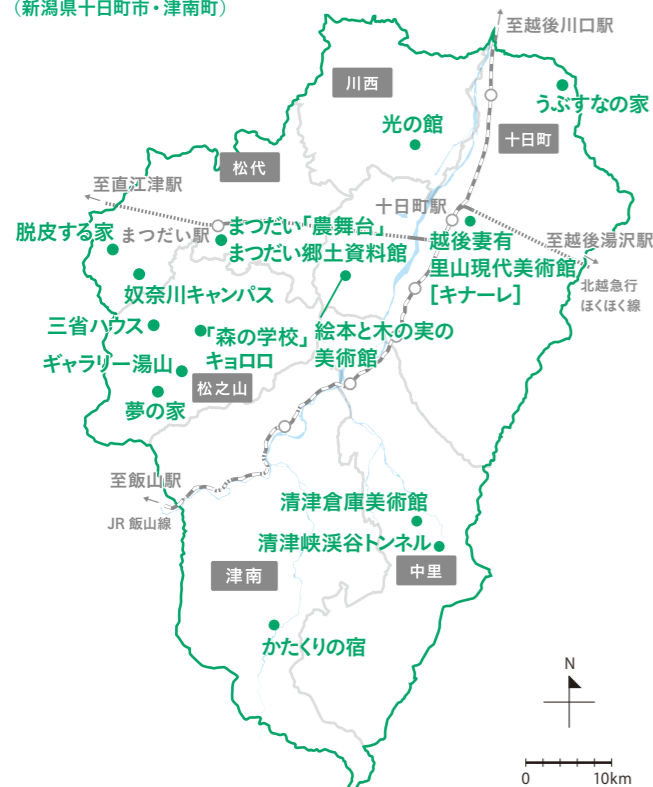 （新潟県十日町市・津南町）
至越後川口駅
川西
うぶすなの家
光の館
十日町
松代
至直江津駅
十日町駅
脱皮する家
まつだい駅
まつだい「農舞台」
まつだい郷土資料館
至越後湯沢駅
越後妻有
里山現代美術館
［キナーレ］
北越急行
ほくほく線
奴奈川キャンパス
三省ハウス
「森の学校」
キョロロ
絵本と木の実の
美術館
ギャラリー湯山
松之山
夢の家
至飯山駅
JR 飯山線
清津倉庫美術館
清津峡渓谷トンネル
中里
津南
かたくりの宿
N
0
10km